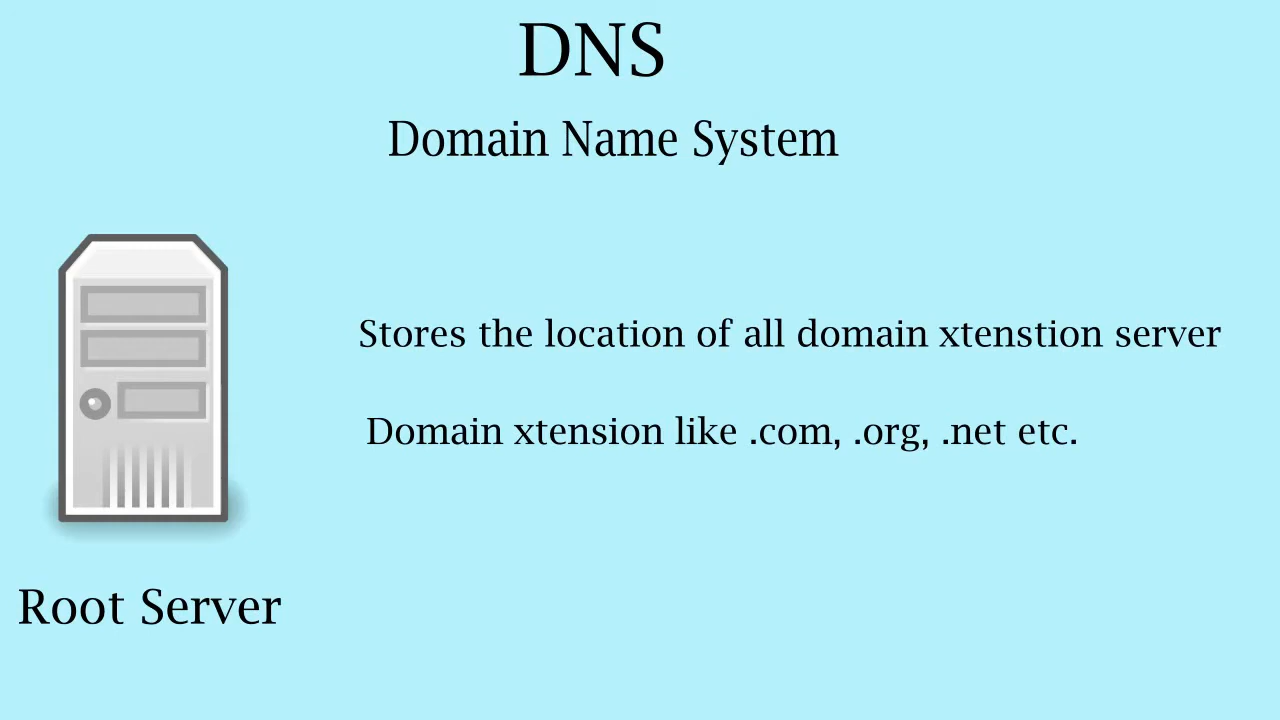 DNS
Domain Name System
Stores the location of all domain xtenstion server
Domain xtension like .com, .org, .net etc.
Root Server